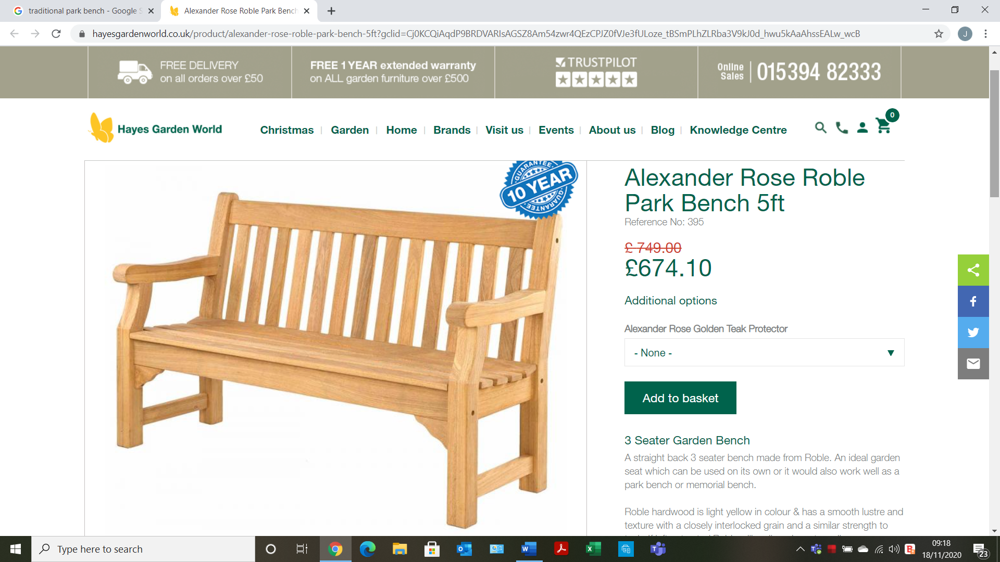 traditional park bench - Google S
Alexander Rose Roble Park Bench
hayesgardenworld.co.uk/product/alexander-rose-roble-park-bench-5ft?gclid=Cj0KCQiAqdP9BRDVARIsAGSZ8Am54zwr4QEzCPJZ0fVJe3fULoze_tBSmPLhZLRba3V9kJ0d_hwu5kAaAhssEALw_wcB
J
FREE DELIVERY
on all orders over £50
FREE 1 YEAR extended warranty
on ALL garden furniture over £500
TRUSTPILOT
Online
Sales
015394 82333
Hayes Garden World
Christmas
Garden
Home
Brands
Visit us
Events
About us
Blog
Knowledge Centre
0
GUARANTEE
10 YEAR
GUARANTEE
Alexander Rose Roble
Park Bench 5ft
Reference No: 395
£ 749.00
£674.10
Additional options
Alexander Rose Golden Teak Protector
- None -
Add to basket
3 Seater Garden Bench
A straight back 3 seater bench made from Roble. An ideal garden
seat which can be used on its own or it would also work well as a
park bench or memorial bench.
Roble hardwood is light yellow in colour & has a smooth lustre and
texture with a closely interlocked grain and a similar strength to
Type here to search
09:18
18/11/2020
23